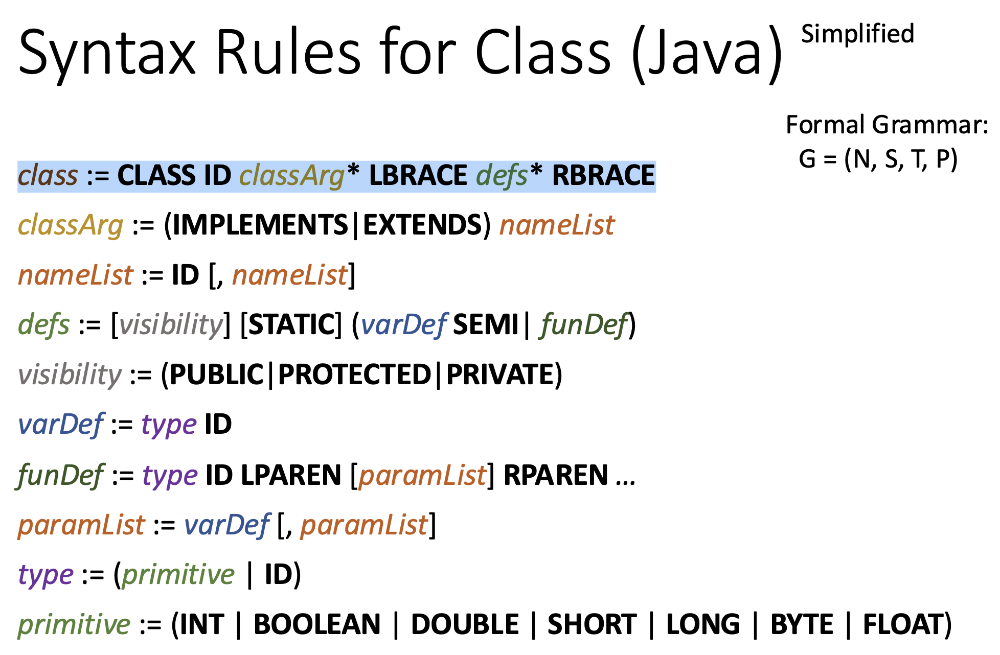 Syntax Rules for Class (Java) Simplified
Formal Grammar:
G = (N, S, T, P)
class := CLASS ID classArg* LBRACE defs* RBRACE
classArg := (IMPLEMENTS|EXTENDS) nameList
nameList := ID [, nameList]
defs := [visibility] [STATIC] (varDef SEMI| funDef)
visibility := (PUBLIC|PROTECTED|PRIVATE)
varDef := type ID
funDef := type ID LPAREN [paramList] RPAREN ...
paramList := varDef [, paramList]
type := (primitive | ID)
primitive := (INT | BOOLEAN | DOUBLE | SHORT | LONG | BYTE | FLOAT)